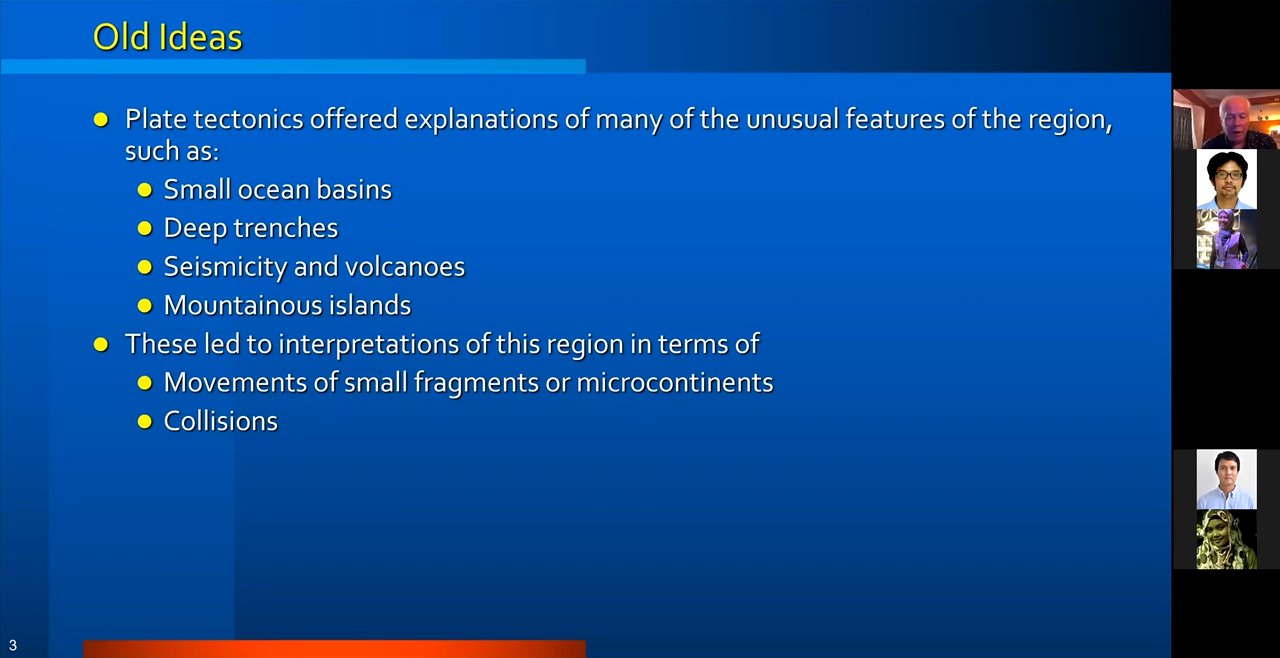 Old Ideas
Plate tectonics offered explanations of many of the unusual features of the region,
such as:
Small ocean basins
Deep trenches
Seismicity and volcanoes
Mountainous islands
These led to interpretations of this region in terms of
Movements of small fragments or microcontinents
Collisions
3